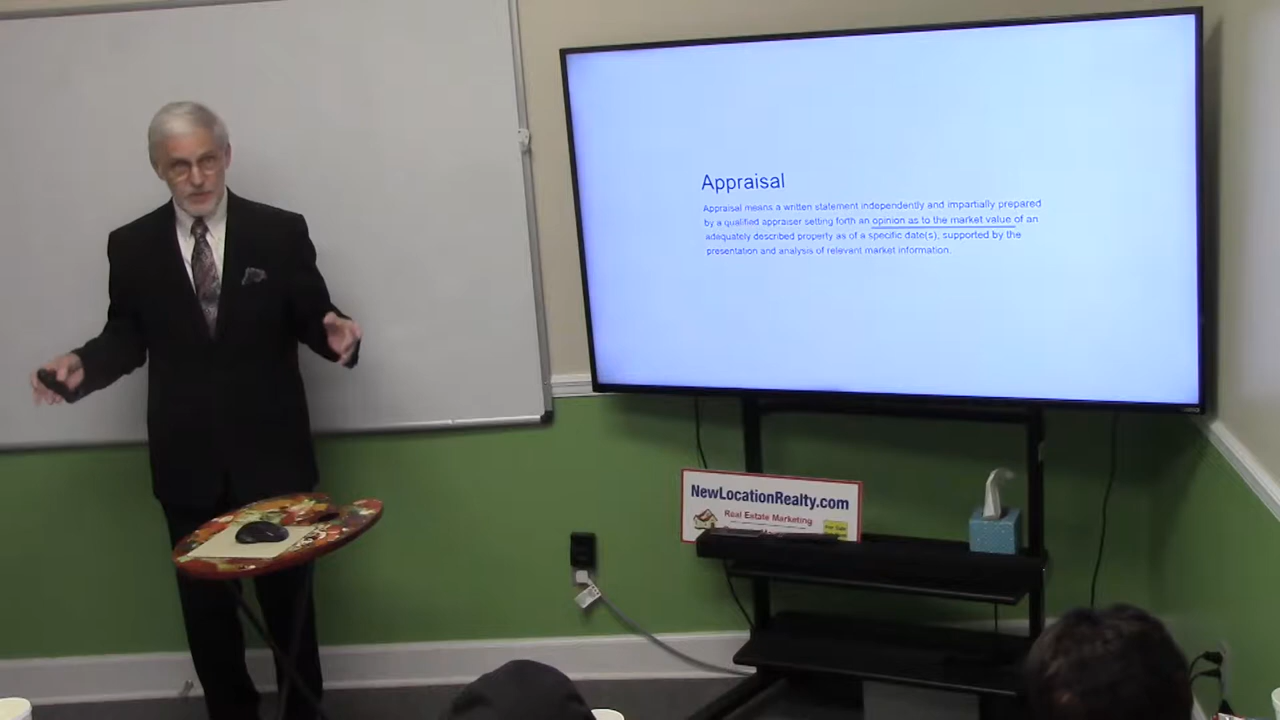 Appraisal
Appraisal means a written statement independently and impartially prepared
by a qualified appraiser setting forth an opinion as to the market value of an
adequately described property as of a specific date(s), supported by the
presentation and analysis of relevant market information.
NewLocationRealty.com
Real Estate Marketing
For Sale